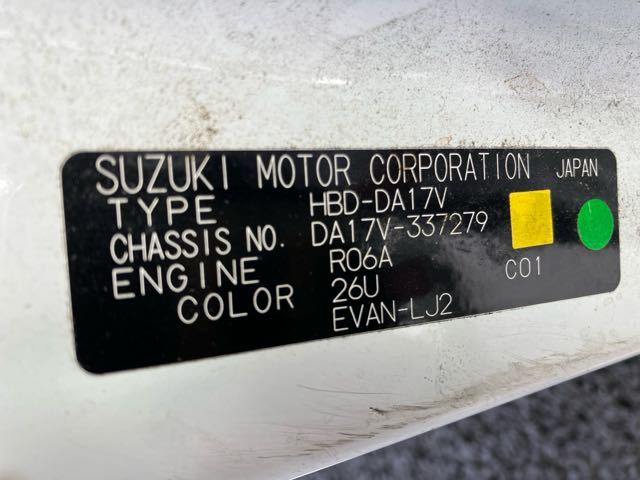 SUZUKI MOTOR CORPORATION JAPAN
TYPE HBD-DA17V
CHASSIS NO. DA17V-337279
ENGINE R06A C01
COLOR 26U
EVAN-LJ2